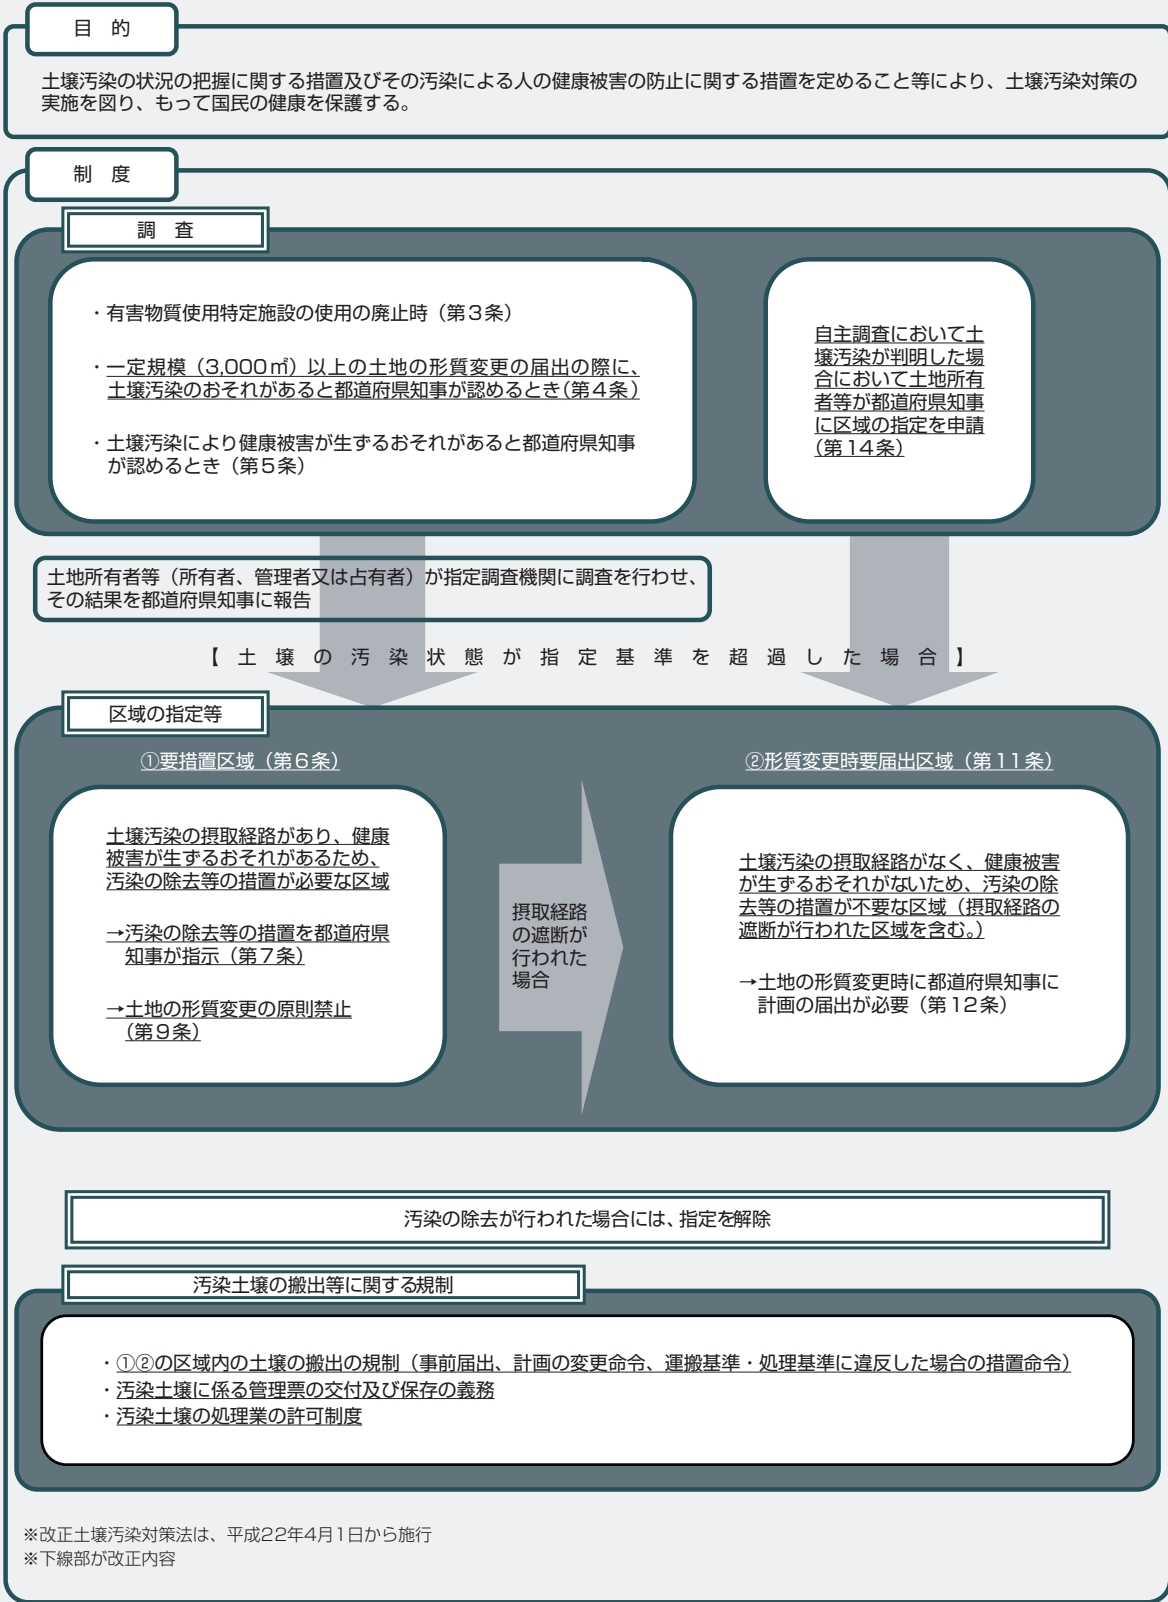 目　的
土壌汚染の状況の把握に関する措置及びその汚染による人の健康被害の防止に関する措置を定めること等により、土壌汚染対策の
実施を図り、もって国民の健康を保護する。
制　度
調　査
・有害物質使用特定施設の使用の廃止時（第３条）
・一定規模（3,000㎡）以上の土地の形質変更の届出の際に、
土壌汚染のおそれがあると都道府県知事が認めるとき（第４条）
・土壌汚染により健康被害が生ずるおそれがあると都道府県知事
が認めるとき（第５条）
自主調査において土
壌汚染が判明した場
合において土地所有
者等が都道府県知事
に区域の指定を申請
（第14条）
土地所有者等（所有者、管理者又は占有者）が指定調査機関に調査を行わせ、
その結果を都道府県知事に報告
【土壌の汚染状態が指定基準を超過した場合】
区域の指定等
①要措置区域（第６条）
土壌汚染の摂取経路があり、健康
被害が生ずるおそれがあるため、
汚染の除去等の措置が必要な区域
→汚染の除去等の措置を都道府県
知事が指示（第７条）
→土地の形質変更の原則禁止
（第９条）
摂取経路
の遮断が
行われた
場合
②形質変更時要届出区域（第11条）
土壌汚染の摂取経路がなく、健康被害
が生ずるおそれがないため、汚染の除
去等の措置が不要な区域（摂取経路の
遮断が行われた区域を含む。）
→土地の形質変更時に都道府県知事に
計画の届出が必要（第12条）
汚染の除去が行われた場合には、指定を解除
汚染土壌の搬出等に関する規制
・①②の区域内の土壌の搬出の規制（事前届出、計画の変更命令、運搬基準・処理基準に違反した場合の措置命令）
・汚染土壌に係る管理票の交付及び保存の義務
・汚染土壌の処理業の許可制度
※改正土壌汚染対策法は、平成22年4月1日から施行
※下線部が改正内容